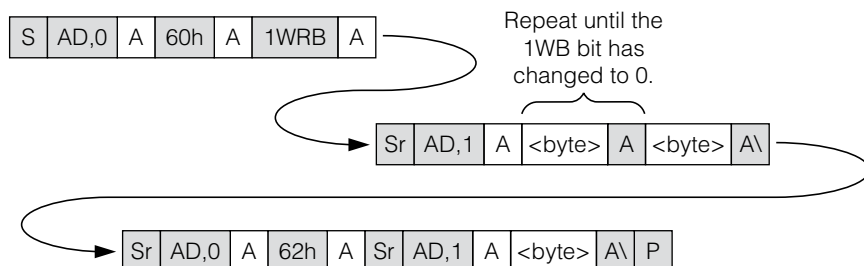 S AD,0 A 60h A 1WRB A
Repeat until the
1WB bit has
changed to 0.
Sr AD,1 A <byte> A <byte> A\
Sr AD,0 A 62h A Sr AD,1 A <byte> A\ P